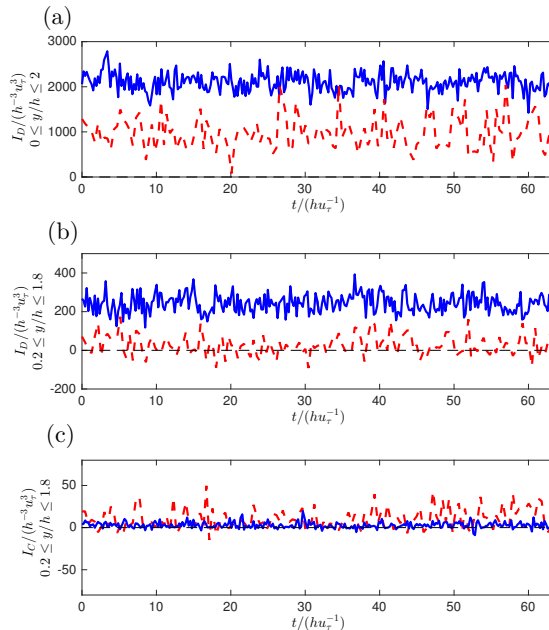 (a)
3000
2000
1000
0
I_D/(h^{-3}u_τ^3)
0 ≤ y/h ≤ 2
0 10 20 30 40 50 60
t/(hu_τ^{-1})
(b)
400
200
0
-200
I_D/(h^{-3}u_τ^3)
0.2 ≤ y/h ≤ 1.8
0 10 20 30 40 50 60
t/(hu_τ^{-1})
(c)
50
0
-50
I_C/(h^{-3}u_τ^3)
0.2 ≤ y/h ≤ 1.8
0 10 20 30 40 50 60
t/(hu_τ^{-1})